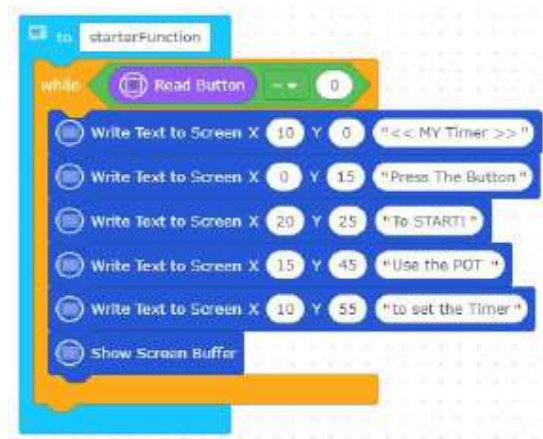 to starterFunction
while Read Button = 0
Write Text to Screen X 10 Y 0 "<< MY Timer >>"
Write Text to Screen X 0 Y 15 "Press The Button"
Write Text to Screen X 20 Y 25 "To START!"
Write Text to Screen X 15 Y 45 "Use the POT "
Write Text to Screen X 10 Y 55 "to set the Timer"
Show Screen Buffer